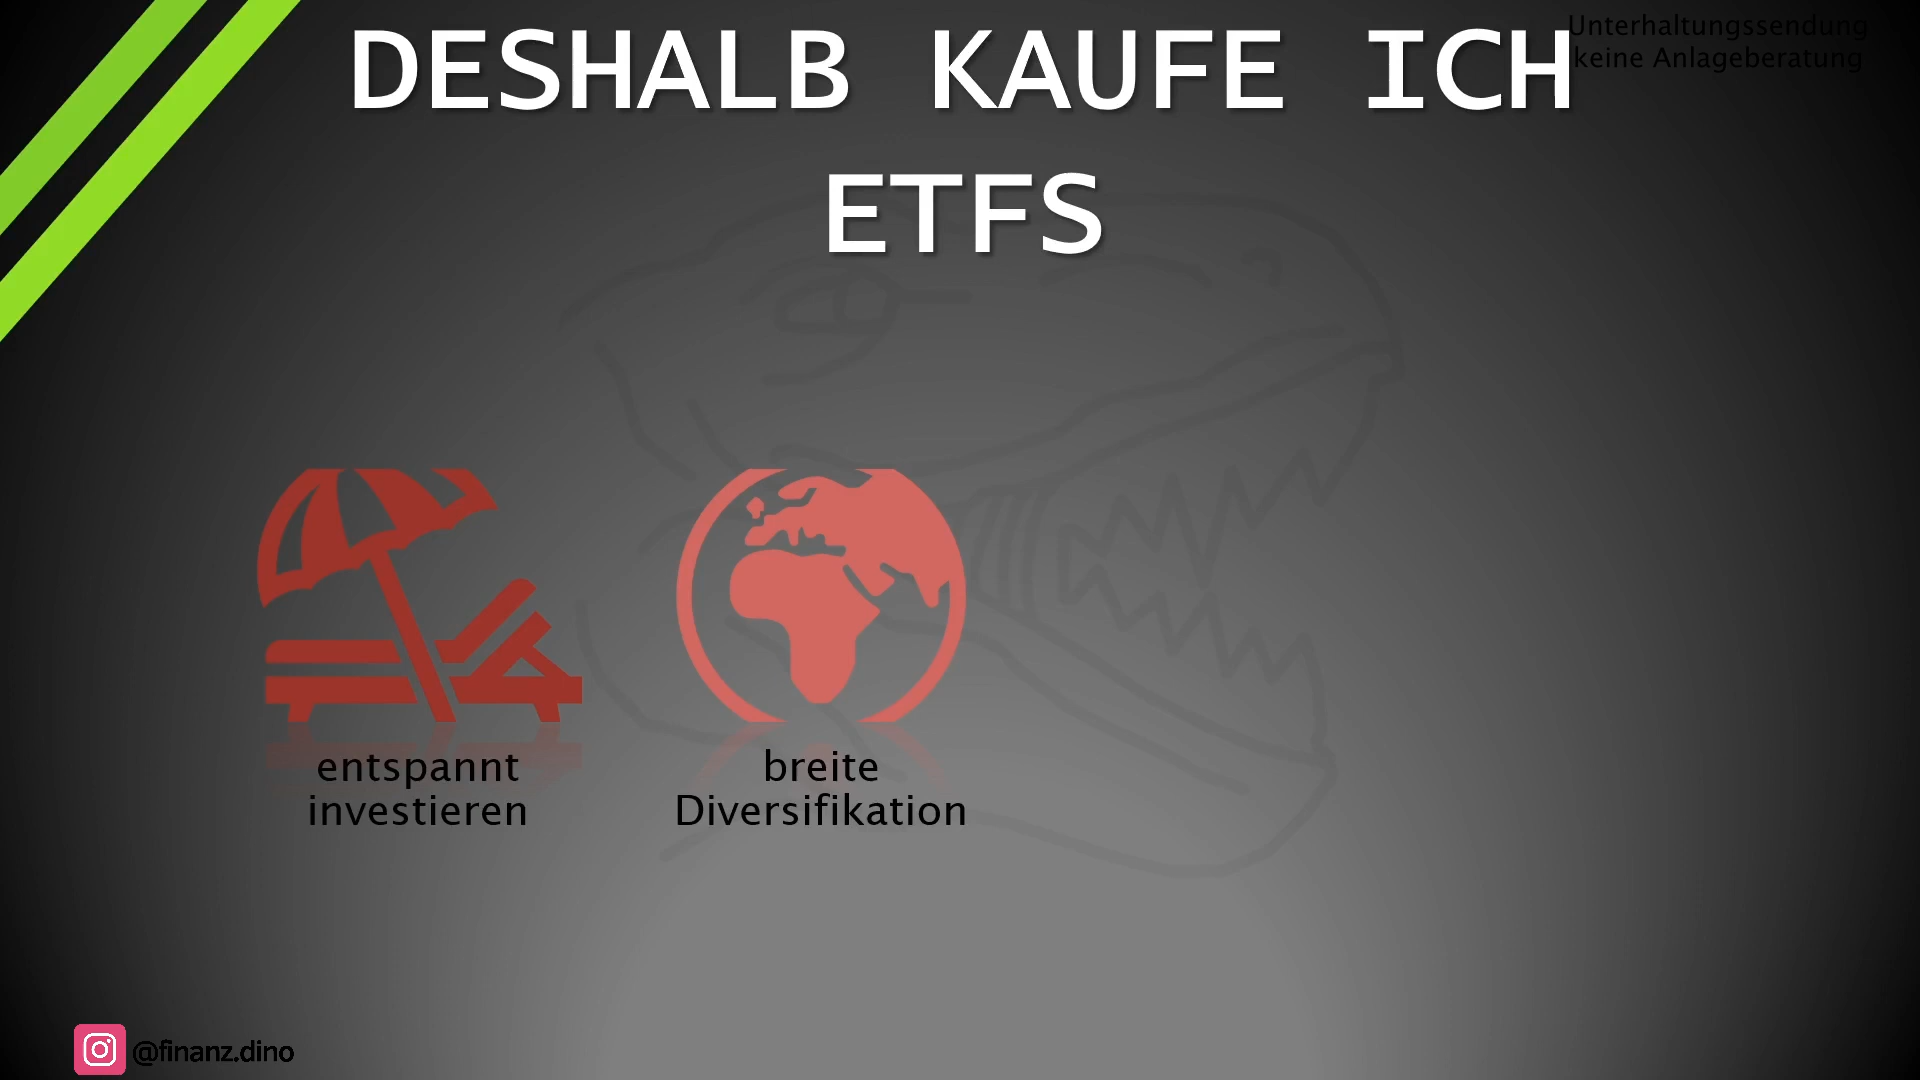 DESHALB KAUFE ICH
ETFS
Unterhaltungssendung
keine Anlageberatung
entspannt
investieren
breite
Diversifikation
@finanz.dino